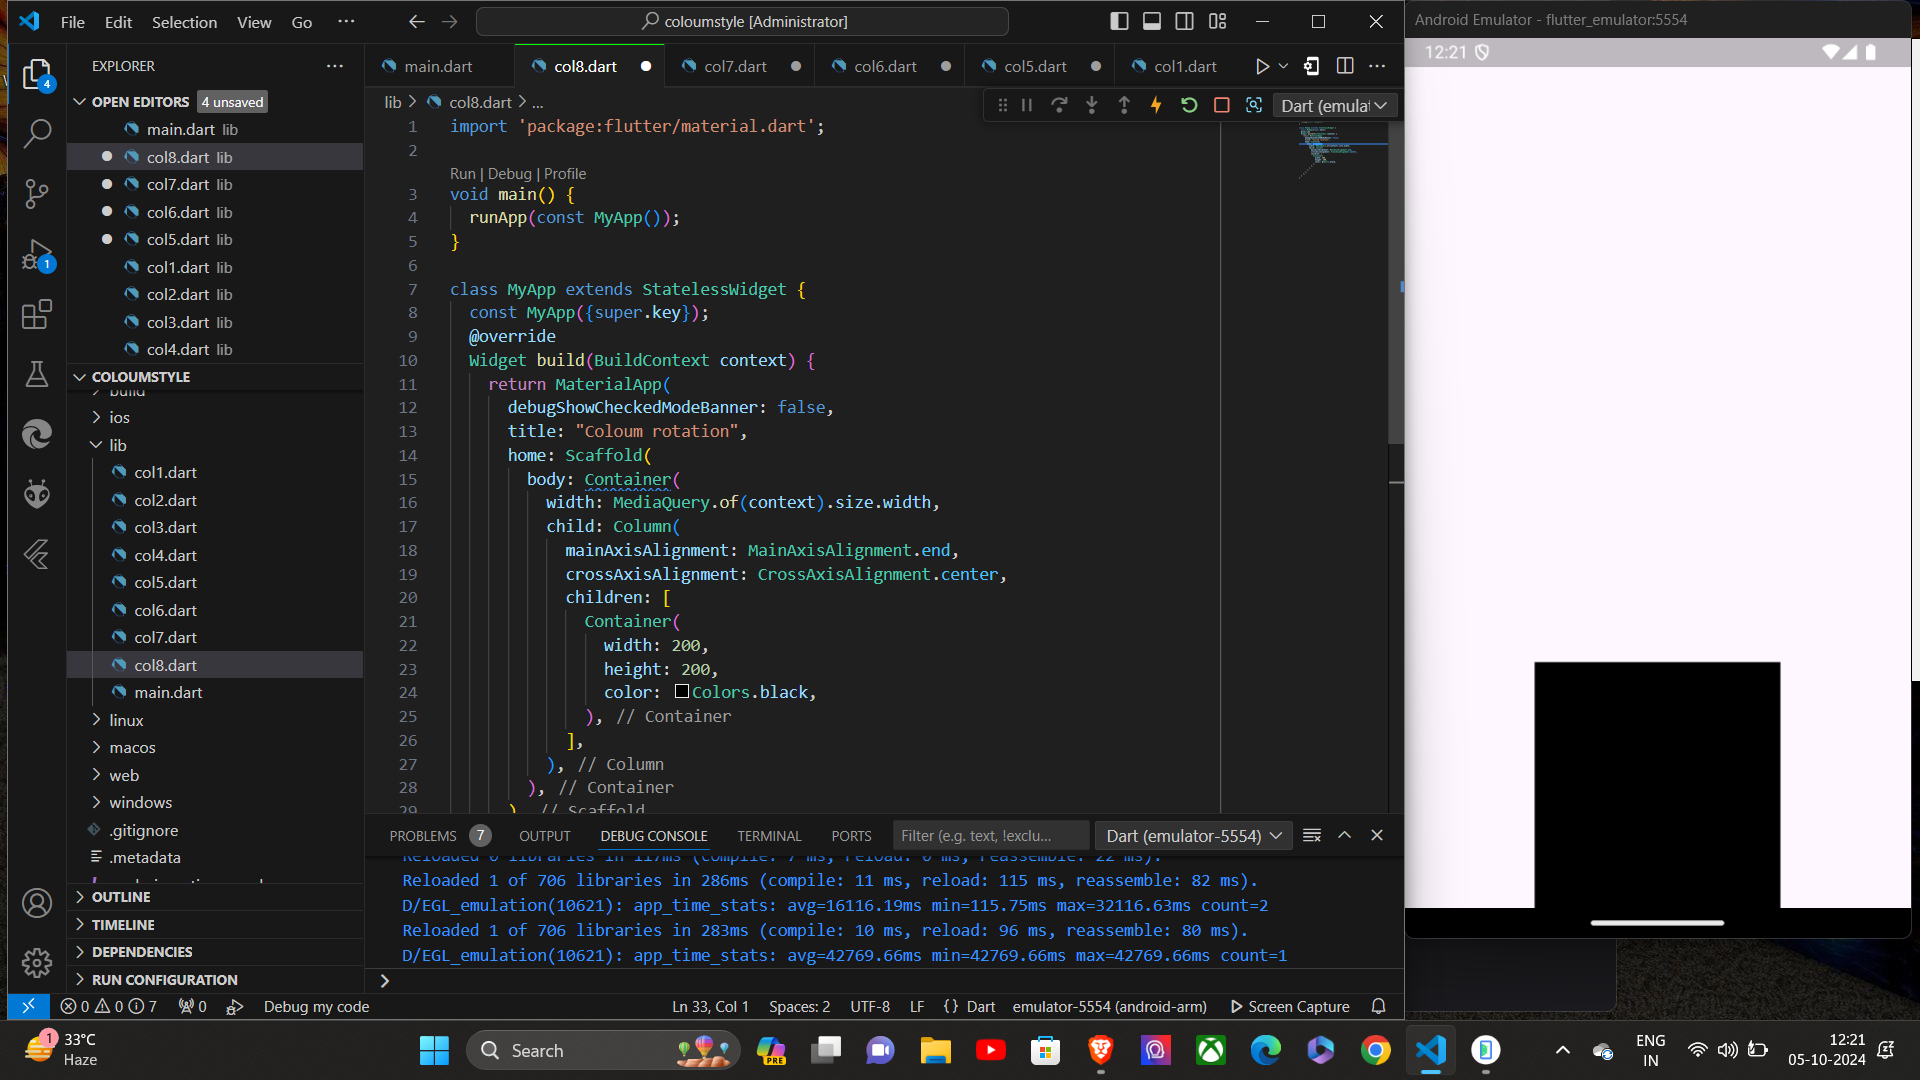 File Edit Selection View Go ···
coloumstyle [Administrator]
Android Emulator - flutter_emulator:5554
12:21
EXPLORER
OPEN EDITORS 4 unsaved
main.dart lib
col8.dart lib
col7.dart lib
col6.dart lib
col5.dart lib
col1.dart lib
col2.dart lib
col3.dart lib
col4.dart lib
COLOUMSTYLE
build
ios
lib
col1.dart
col2.dart
col3.dart
col4.dart
col5.dart
col6.dart
col7.dart
col8.dart
main.dart
linux
macos
web
windows
.gitignore
.metadata
OUTLINE
TIMELINE
DEPENDENCIES
RUN CONFIGURATION
4
1
main.dart col8.dart col7.dart col6.dart col5.dart col1.dart
lib > col8.dart > ...
Dart (emulat
1 import 'package:flutter/material.dart';
2
Run | Debug | Profile
3 void main() {
4 runApp(const MyApp());
5 }
6
7 class MyApp extends StatelessWidget {
8 const MyApp({super.key});
9 @override
10 Widget build(BuildContext context) {
11 return MaterialApp(
12 debugShowCheckedModeBanner: false,
13 title: "Coloum rotation",
14 home: Scaffold(
15 body: Container(
16 width: MediaQuery.of(context).size.width,
17 child: Column(
18 mainAxisAlignment: MainAxisAlignment.end,
19 crossAxisAlignment: CrossAxisAlignment.center,
20 children: [
21 Container(
22 width: 200,
23 height: 200,
24 color: Colors.black,
25 ), // Container
26 ],
27 ), // Column
28 ), // Container
29 ), // Scaffold
PROBLEMS 7 OUTPUT DEBUG CONSOLE TERMINAL PORTS Filter (e.g. text, !exclu... Dart (emulator-5554)
Reloaded 0 libraries in 117ms (compile: 7 ms, reload: 0 ms, reassemble: 22 ms).
Reloaded 1 of 706 libraries in 286ms (compile: 11 ms, reload: 115 ms, reassemble: 82 ms).
D/EGL_emulation(10621): app_time_stats: avg=16116.19ms min=115.75ms max=32116.63ms count=2
Reloaded 1 of 706 libraries in 283ms (compile: 10 ms, reload: 96 ms, reassemble: 80 ms).
D/EGL_emulation(10621): app_time_stats: avg=42769.66ms min=42769.66ms max=42769.66ms count=1
>
0 0 7 0 Debug my code Ln 33, Col 1 Spaces: 2 UTF-8 LF {} Dart emulator-5554 (android-arm) Screen Capture
1
33°C
Haze
Search
PRE
ENG
IN
12:21
05-10-2024